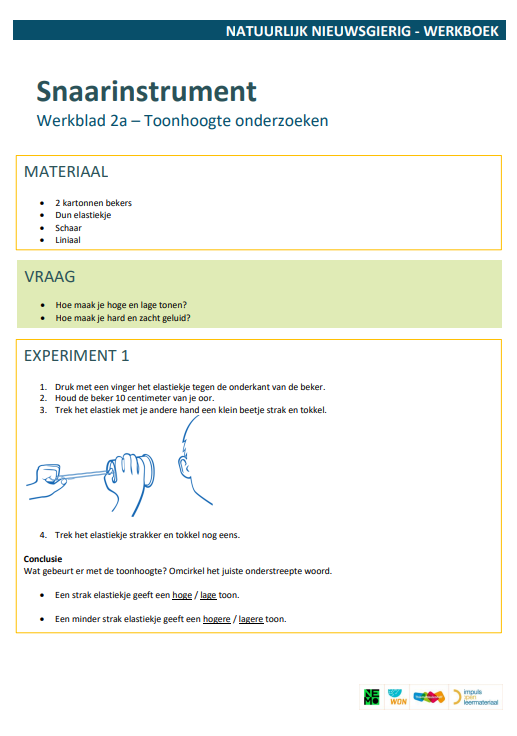 NATUURLIJK NIEUWSGIERIG - WERKBOEK
Snaarinstrument
Werkblad 2a – Toonhoogte onderzoeken
MATERIAAL
• 2 kartonnen bekers
• Dun elastiekje
• Schaar
• Liniaal
VRAAG
• Hoe maak je hoge en lage tonen?
• Hoe maak je hard en zacht geluid?
EXPERIMENT 1
1. Druk met een vinger het elastiekje tegen de onderkant van de beker.
2. Houd de beker 10 centimeter van je oor.
3. Trek het elastiek met je andere hand een klein beetje strak en tokkel.
4. Trek het elastiekje strakker en tokkel nog eens.
Conclusie
Wat gebeurt er met de toonhoogte? Omcirkel het juiste onderstreepte woord.
• Een strak elastiekje geeft een hoge / lage toon.
• Een minder strak elastiekje geeft een hogere / lagere toon.
NE
MO
WON
impuls
open
leermateriaal